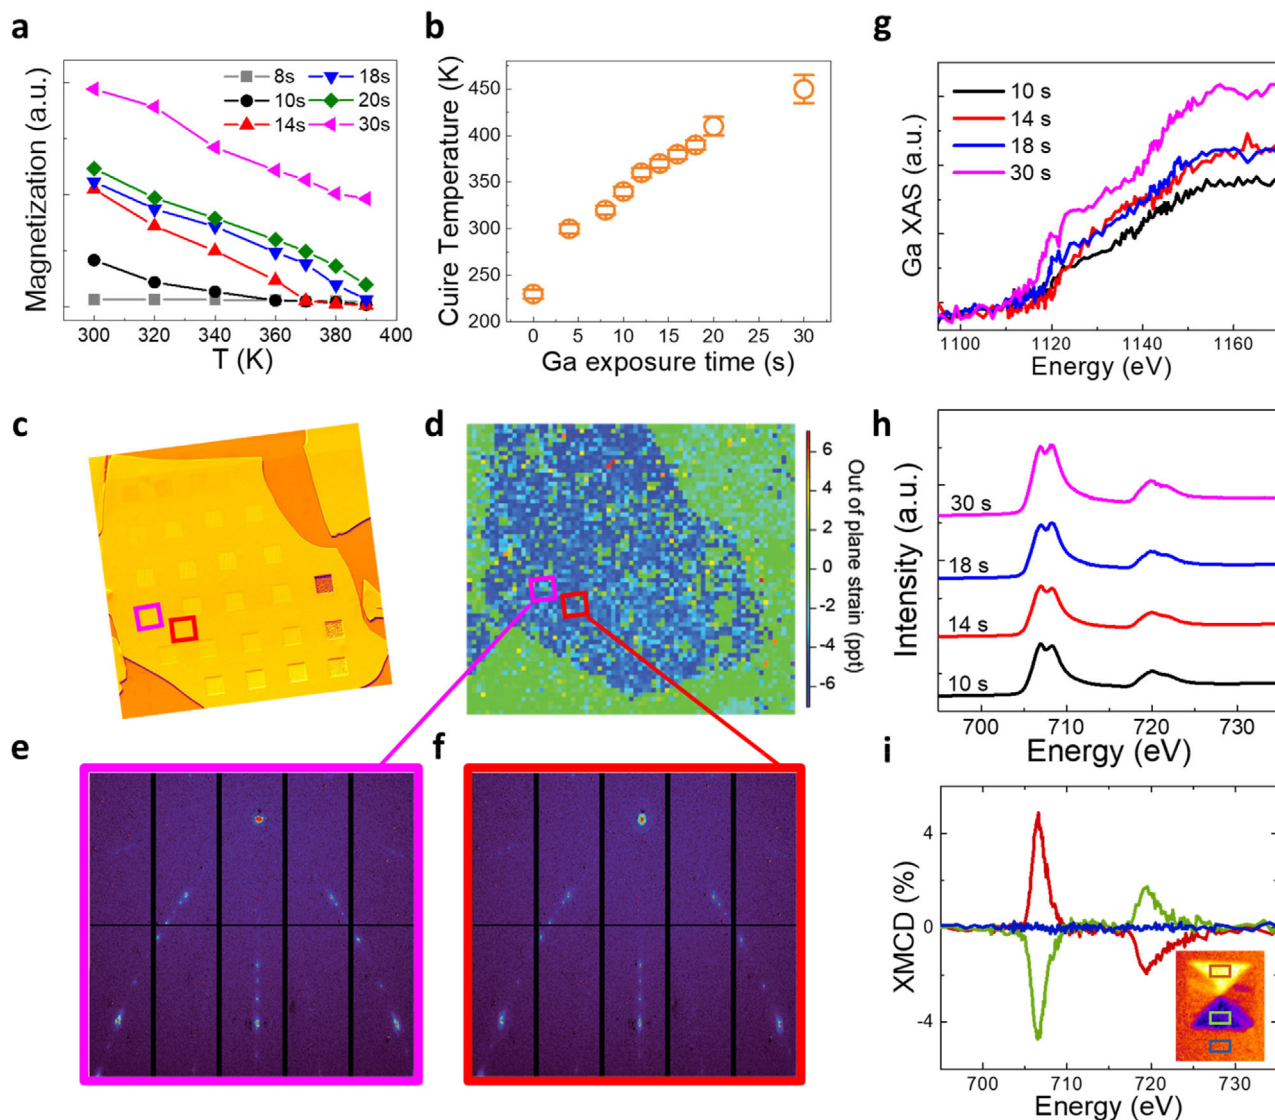 a
Magnetization (a.u.)
8s
10s
14s
18s
20s
30s
300 320 340 360 380 400
T (K)
b
Cuire Temperature (K)
450
400
350
300
250
200
0 5 10 15 20 25 30
Ga exposure time (s)
g
Ga XAS (a.u.)
10 s
14 s
18 s
30 s
1100 1120 1140 1160
Energy (eV)
c
d
6
4
2
0
-2
-4
-6
Out of plane strain (ppt)
h
Intensity (a.u.)
30 s
18 s
14 s
10 s
700 710 720 730
Energy (eV)
e
f
i
XMCD (%)
4
0
-4
700 710 720 730
Energy (eV)